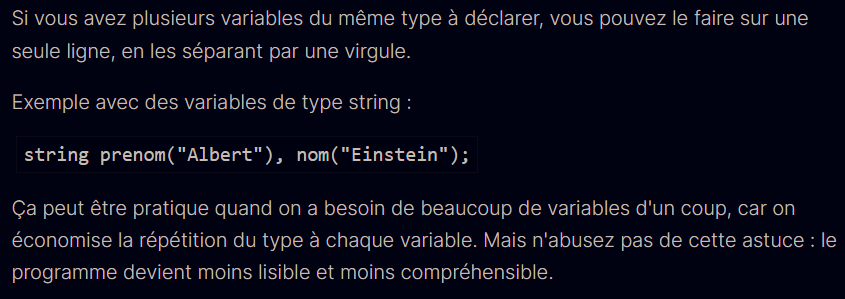 Si vous avez plusieurs variables du même type à déclarer, vous pouvez le faire sur une
seule ligne, en les séparant par une virgule.
Exemple avec des variables de type string :
string prenom("Albert"), nom("Einstein");
Ça peut être pratique quand on a besoin de beaucoup de variables d'un coup, car on
économise la répétition du type à chaque variable. Mais n'abusez pas de cette astuce : le
programme devient moins lisible et moins compréhensible.